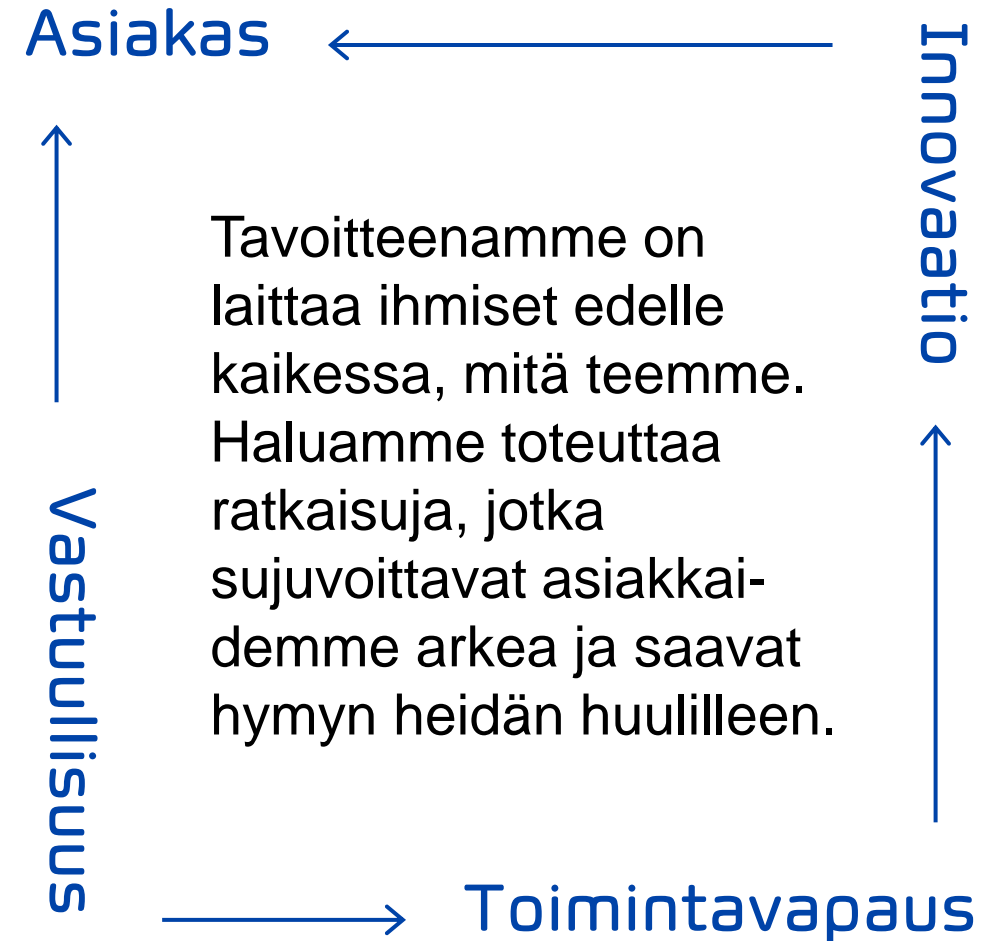 Asiakas
Innovaatio
Tavoitteenamme on
laittaa ihmiset edelle
kaikessa, mitä teemme.
Haluamme toteuttaa
ratkaisuja, jotka
sujuvoittavat asiakkai-
demme arkea ja saavat
hymyn heidän huulilleen.
Vastuullisuus
Toimintavapaus